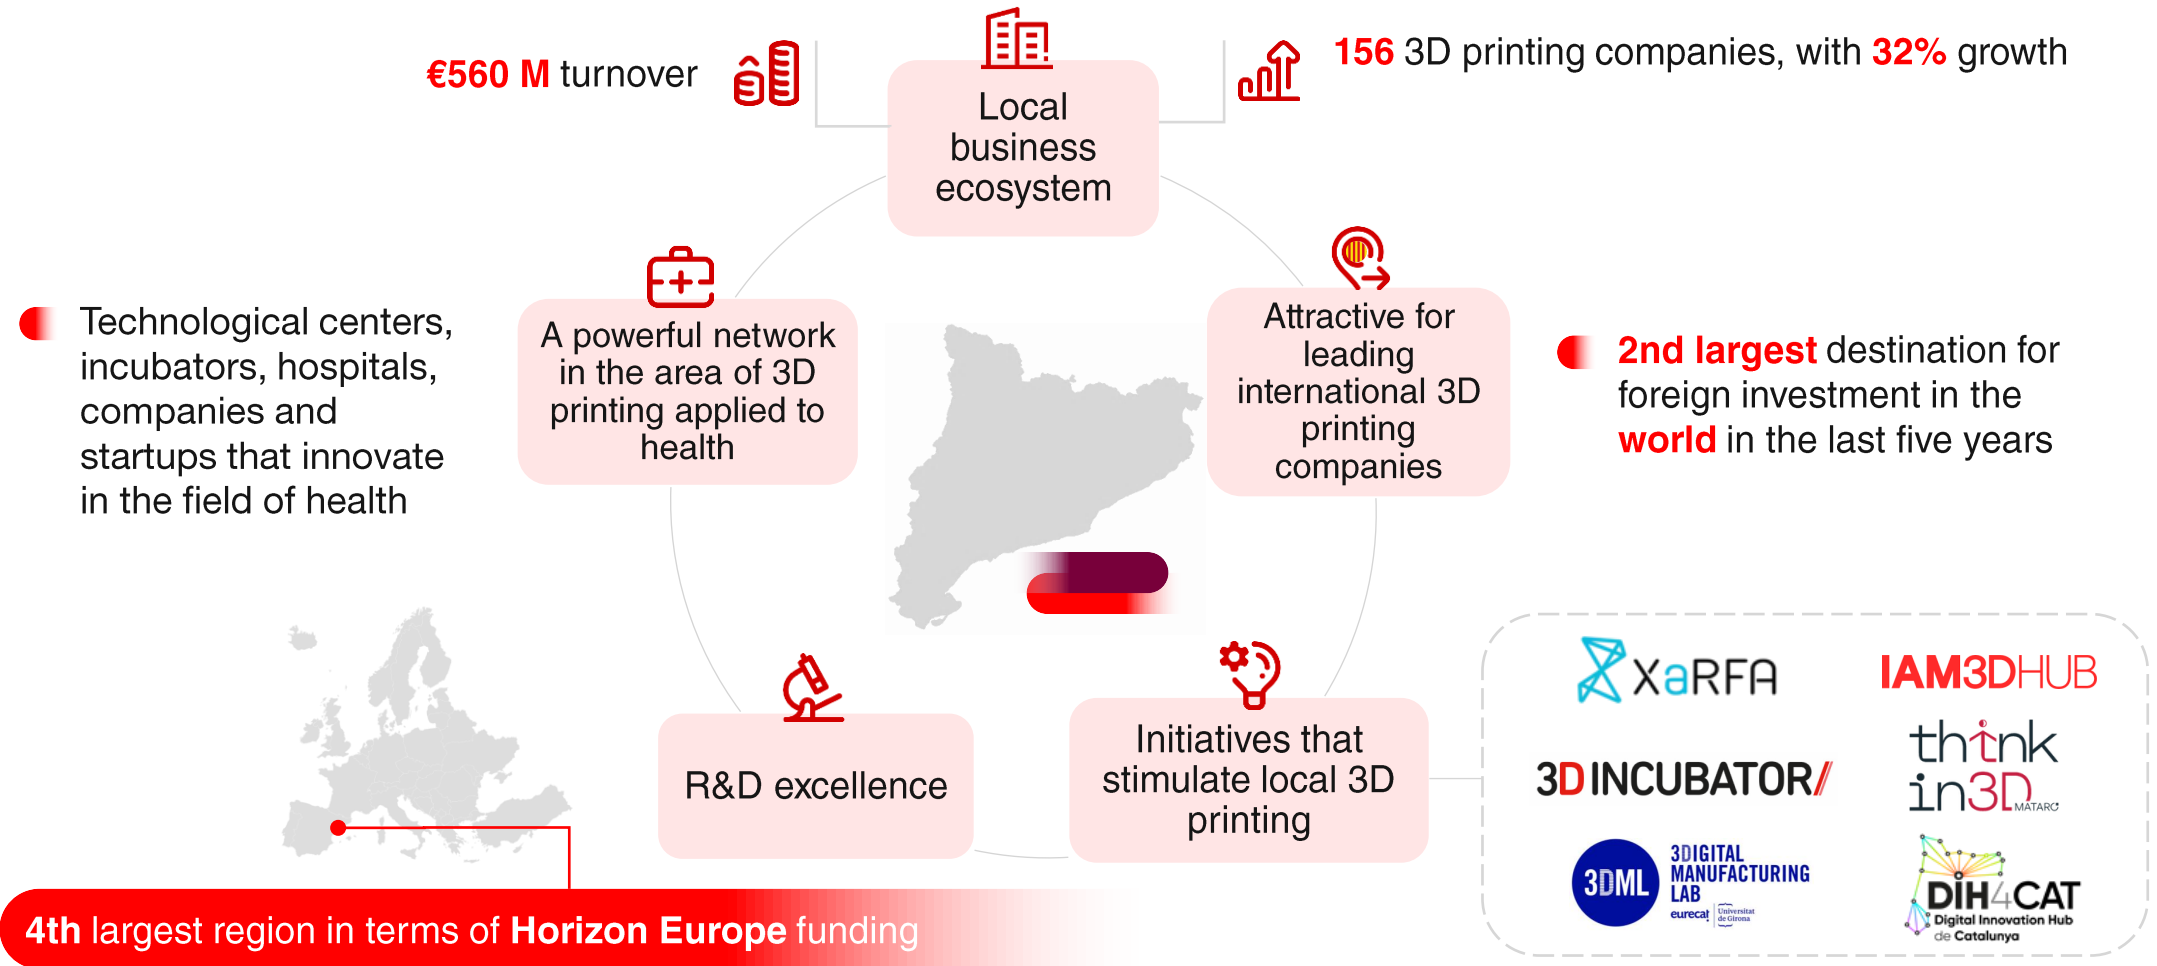 €560 M turnover
156 3D printing companies, with 32% growth
Local
business
ecosystem
Technological centers,
incubators, hospitals,
companies and
startups that innovate
in the field of health
A powerful network
in the area of 3D
printing applied to
health
Attractive for
leading
international 3D
printing
companies
2nd largest destination for
foreign investment in the
world in the last five years
R&D excellence
Initiatives that
stimulate local 3D
printing
XaRFA
IAM3DHUB
3DINCUBATOR/
think
in3D
MATARÓ
3DML
3DIGITAL
MANUFACTURING
LAB
eurecat
Universitat
de Girona
DIH4CAT
Digital Innovation Hub
de Catalunya
4th largest region in terms of Horizon Europe funding